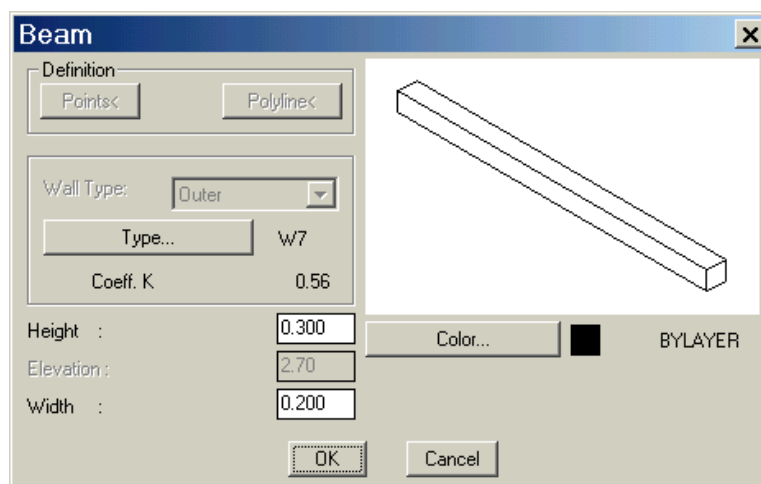 Beam
Definition
Points<
Polyline<
Wall Type:
Outer
Type...
W7
Coeff. K
0.56
Height :
0.300
Color...
BYLAYER
Elevation :
2.70
Width :
0.200
OK
Cancel